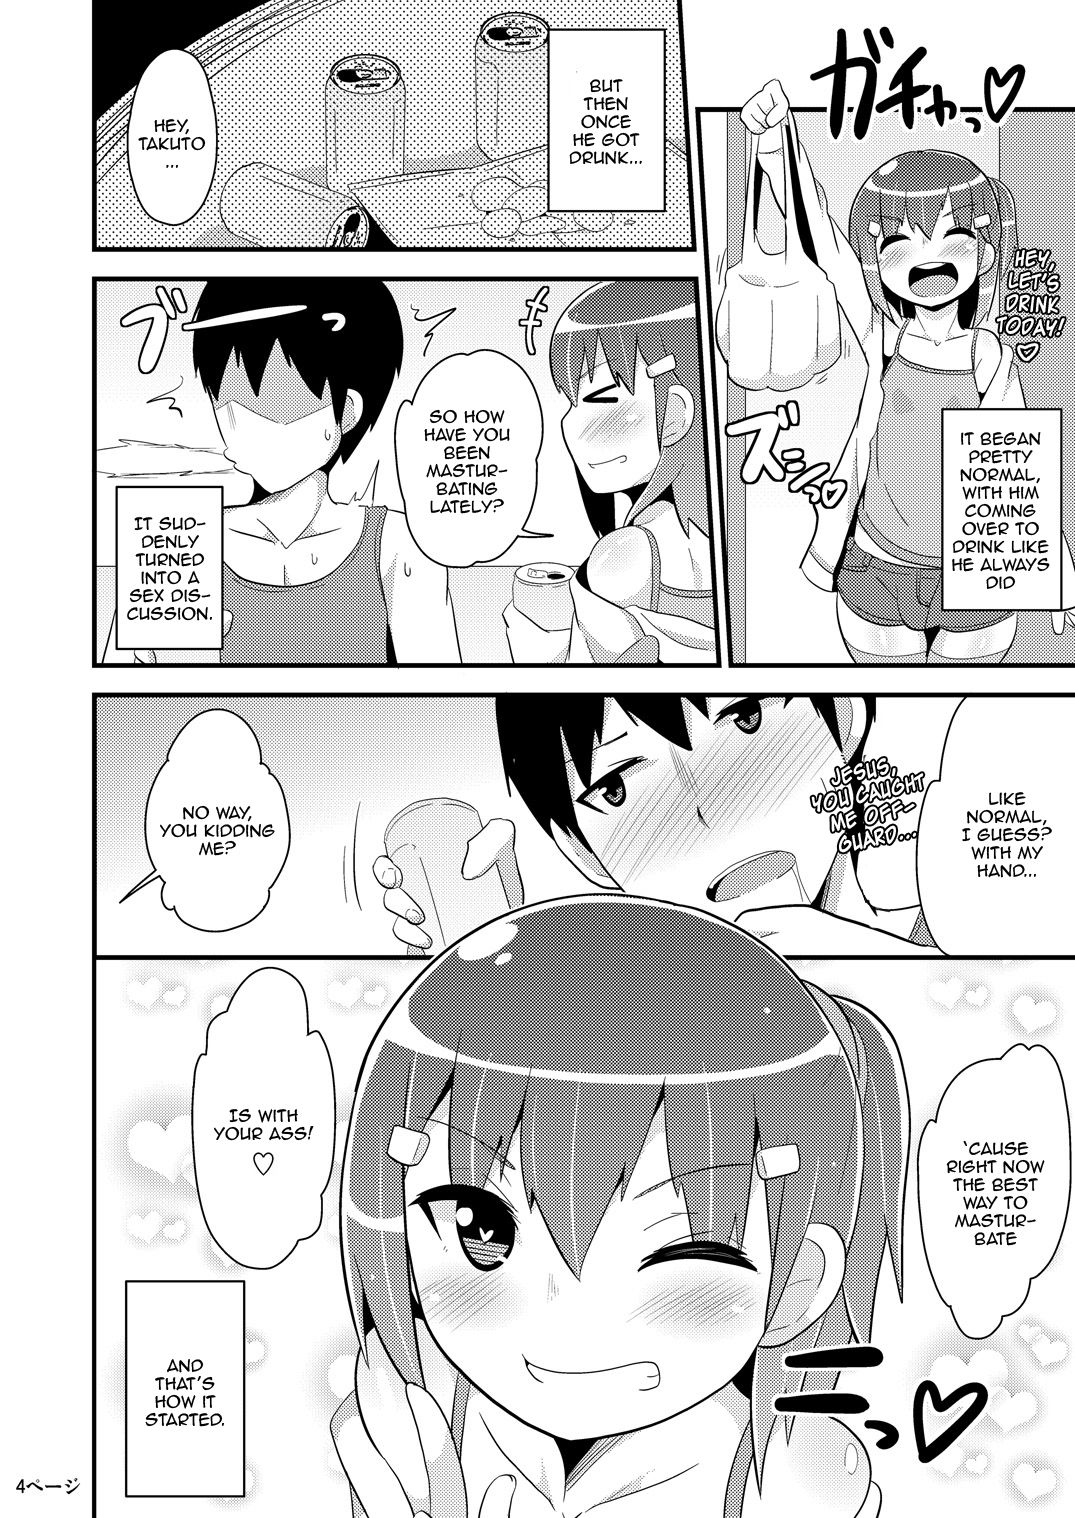 ガチャっ♡
HEY,
LET'S
DRINK
TODAY!
♡
ズシっ♡
IT BEGAN
PRETTY
NORMAL,
WITH HIM
COMING
OVER TO
DRINK LIKE
HE ALWAYS
DID
BUT
THEN
ONCE
HE GOT
DRUNK...
HEY,
TAKUTO
...
SO HOW
HAVE YOU
BEEN
MASTUR-
BATING
LATELY?
ブーッ
IT SUD-
DENLY
TURNED
INTO A
SEX DIS-
CUSSION.
LIKE
NORMAL,
I GUESS?
WITH MY
HAND...
JESUS,
YOU CAUGHT
ME OFF-
GUARD...
NO WAY,
YOU KIDDING
ME?
'CAUSE
RIGHT NOW
THE BEST
WAY TO
MASTUR-
BATE
IS WITH
YOUR ASS!
♡
ニーっ♡
AND
THAT'S
HOW IT
STARTED.
4ページ